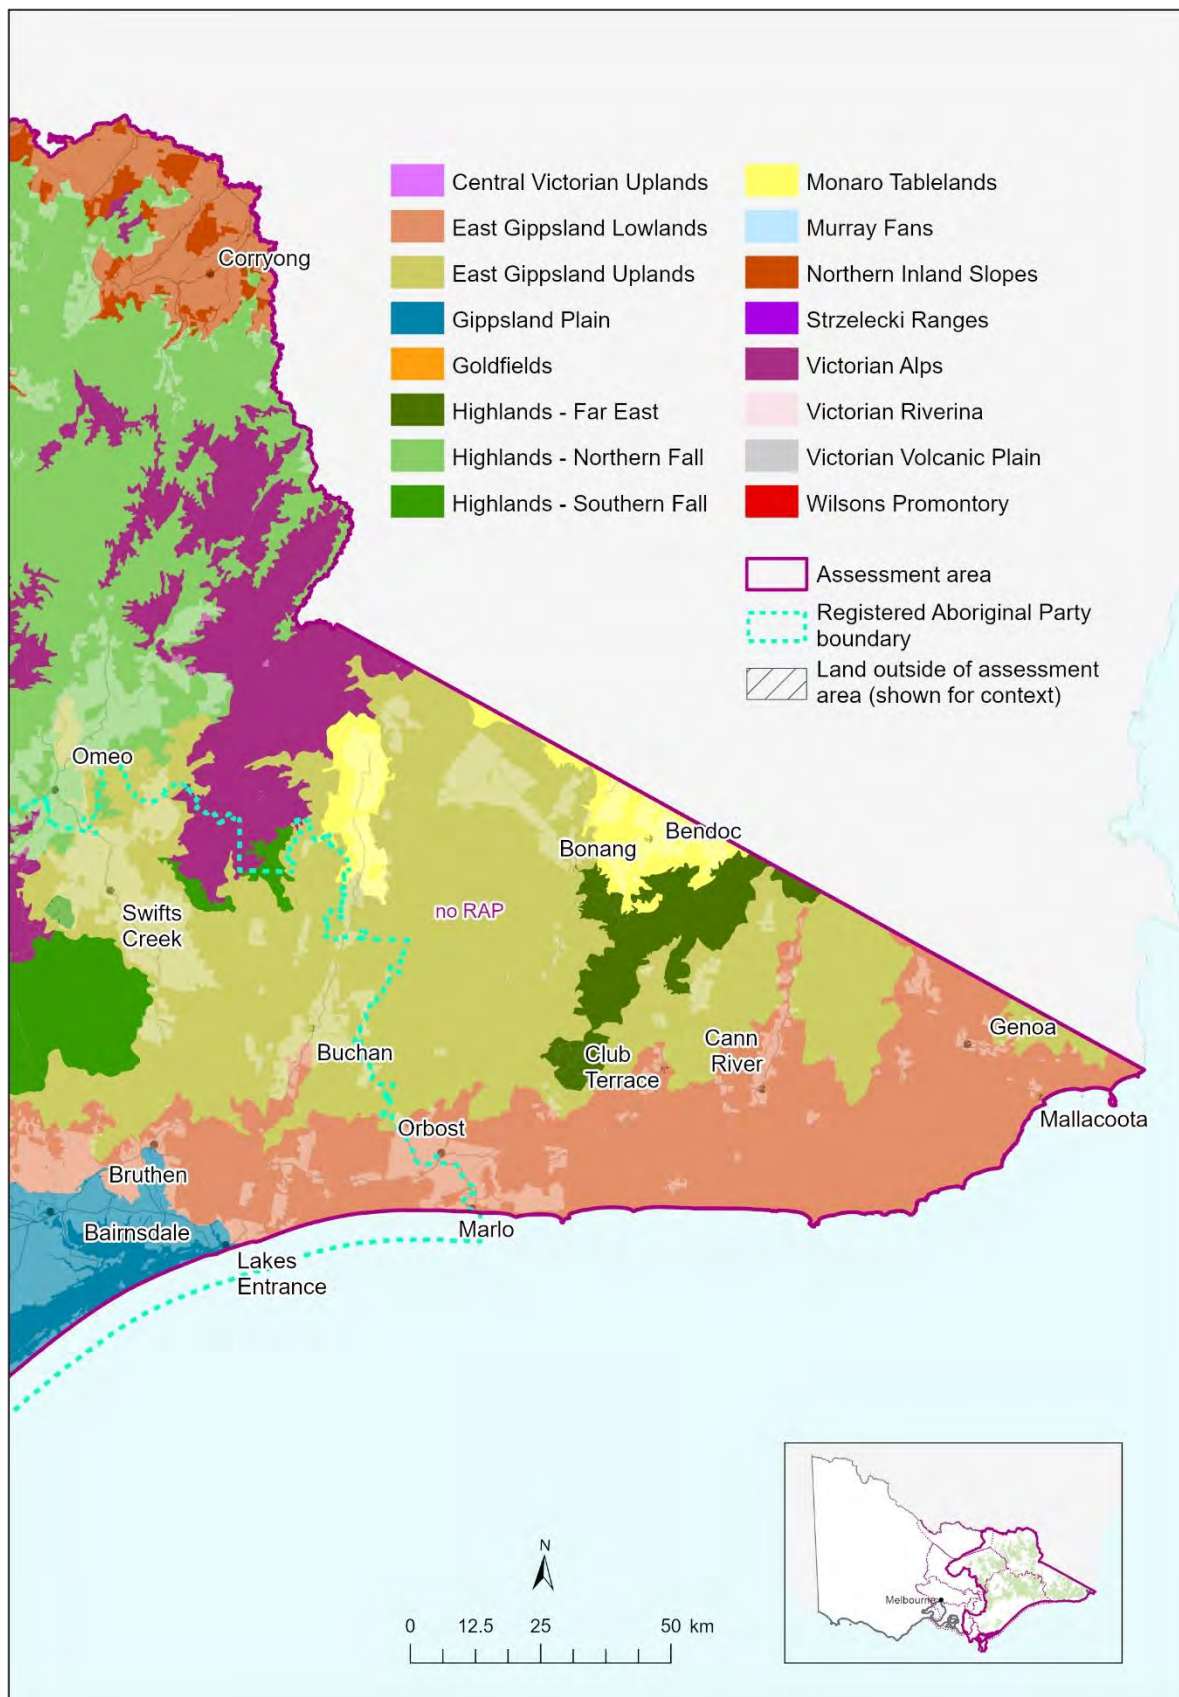 Central Victorian Uplands
East Gippsland Lowlands
East Gippsland Uplands
Gippsland Plain
Goldfields
Highlands - Far East
Highlands - Northern Fall
Highlands - Southern Fall
Monaro Tablelands
Murray Fans
Northern Inland Slopes
Strzelecki Ranges
Victorian Alps
Victorian Riverina
Victorian Volcanic Plain
Wilsons Promontory
Assessment area
Registered Aboriginal Party
boundary
Land outside of assessment
area (shown for context)
Corryong
Omeo
Bendoc
Bonang
no RAP
Swifts
Creek
Genoa
Buchan
Club
Terrace
Cann
River
Mallacoota
Orbost
Bruthen
Bairnsdale
Marlo
Lakes
Entrance
N
0 12.5 25 50 km
Melbourne